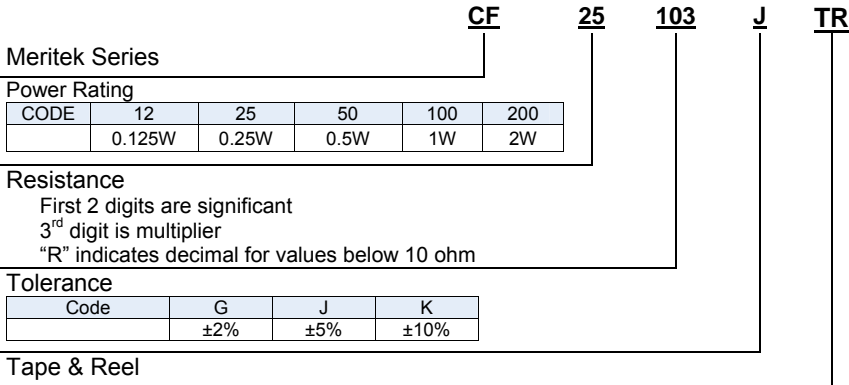 CF 25 103 J TR
Meritek Series
Power Rating
CODE 12 25 50 100 200
0.125W 0.25W 0.5W 1W 2W
Resistance
First 2 digits are significant
3rd digit is multiplier
“R” indicates decimal for values below 10 ohm
Tolerance
Code G J K
±2% ±5% ±10%
Tape & Reel